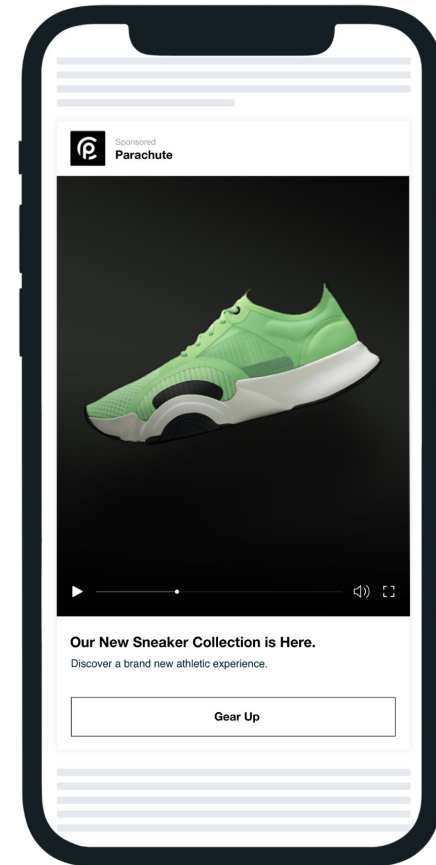 Sponsored
Parachute
Our New Sneaker Collection is Here.
Discover a brand new athletic experience.
Gear Up